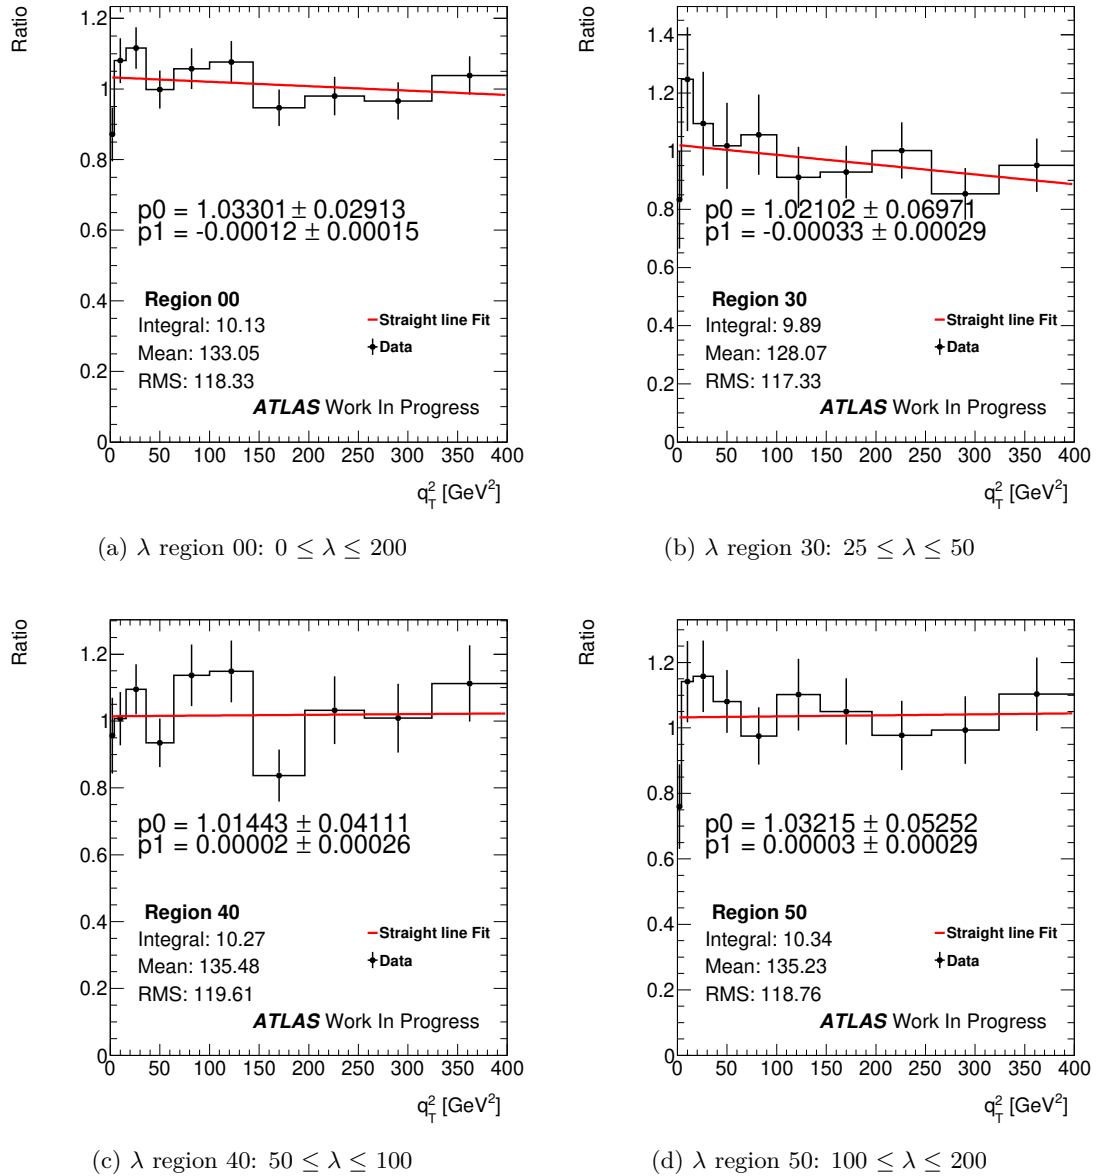 Ratio
1.2
1
0.8
0.6
0.4
0.2
0
p0 = 1.03301 ± 0.02913
p1 = -0.00012 ± 0.00015
Region 00
Integral: 10.13
Mean: 133.05
RMS: 118.33
Straight line Fit
Data
ATLAS Work In Progress
0 50 100 150 200 250 300 350 400
q_T^2 [GeV^2]
(a) λ region 00: 0 ≤ λ ≤ 200
Ratio
1.4
1.2
1
0.8
0.6
0.4
0.2
0
p0 = 1.02102 ± 0.06971
p1 = -0.00033 ± 0.00029
Region 30
Integral: 9.89
Mean: 128.07
RMS: 117.33
Straight line Fit
Data
ATLAS Work In Progress
0 50 100 150 200 250 300 350 400
q_T^2 [GeV^2]
(b) λ region 30: 25 ≤ λ ≤ 50
Ratio
1.2
1
0.8
0.6
0.4
0.2
0
p0 = 1.01443 ± 0.04111
p1 = 0.00002 ± 0.00026
Region 40
Integral: 10.27
Mean: 135.48
RMS: 119.61
Straight line Fit
Data
ATLAS Work In Progress
0 50 100 150 200 250 300 350 400
q_T^2 [GeV^2]
(c) λ region 40: 50 ≤ λ ≤ 100
Ratio
1.2
1
0.8
0.6
0.4
0.2
0
p0 = 1.03215 ± 0.05252
p1 = 0.00003 ± 0.00029
Region 50
Integral: 10.34
Mean: 135.23
RMS: 118.76
Straight line Fit
Data
ATLAS Work In Progress
0 50 100 150 200 250 300 350 400
q_T^2 [GeV^2]
(d) λ region 50: 100 ≤ λ ≤ 200